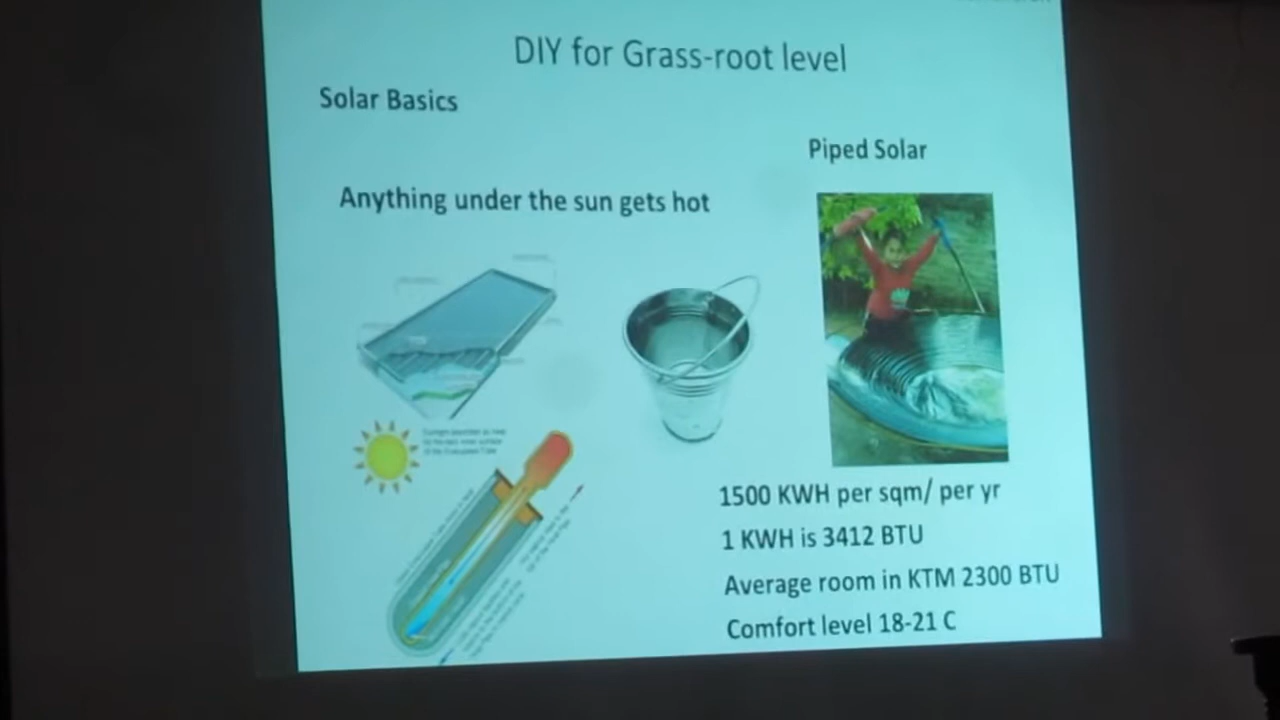 DIY for Grass-root level
Solar Basics
Piped Solar
Anything under the sun gets hot
1500 KWH per sqm/ per yr
1 KWH is 3412 BTU
Average room in KTM 2300 BTU
Comfort level 18-21 C